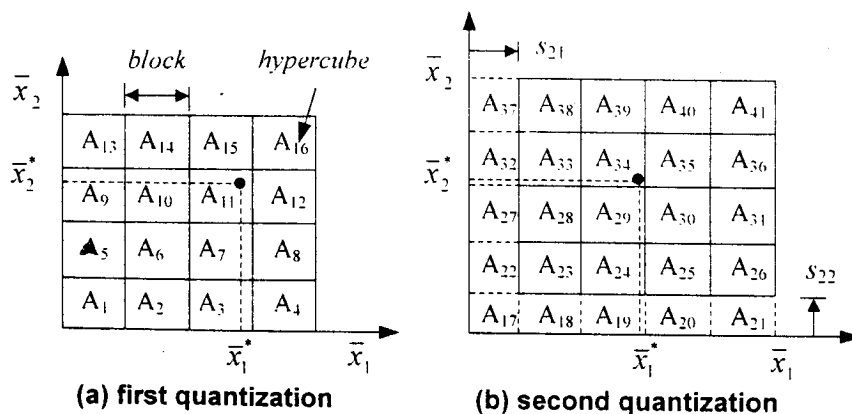 block
hypercube
x̄₂
A₁₃ A₁₄ A₁₅ A₁₆
x̄₂*
A₉ A₁₀ A₁₁ A₁₂
A₅ A₆ A₇ A₈
A₁ A₂ A₃ A₄
x̄₁* x̄₁
(a) first quantization
s₂₁
x̄₂
A₃₇ A₃₈ A₃₉ A₄₀ A₄₁
x̄₂*
A₃₂ A₃₃ A₃₄ A₃₅ A₃₆
A₂₇ A₂₈ A₂₉ A₃₀ A₃₁
A₂₂ A₂₃ A₂₄ A₂₅ A₂₆
s₂₂
A₁₇ A₁₈ A₁₉ A₂₀ A₂₁
x̄₁* x̄₁
(b) second quantization